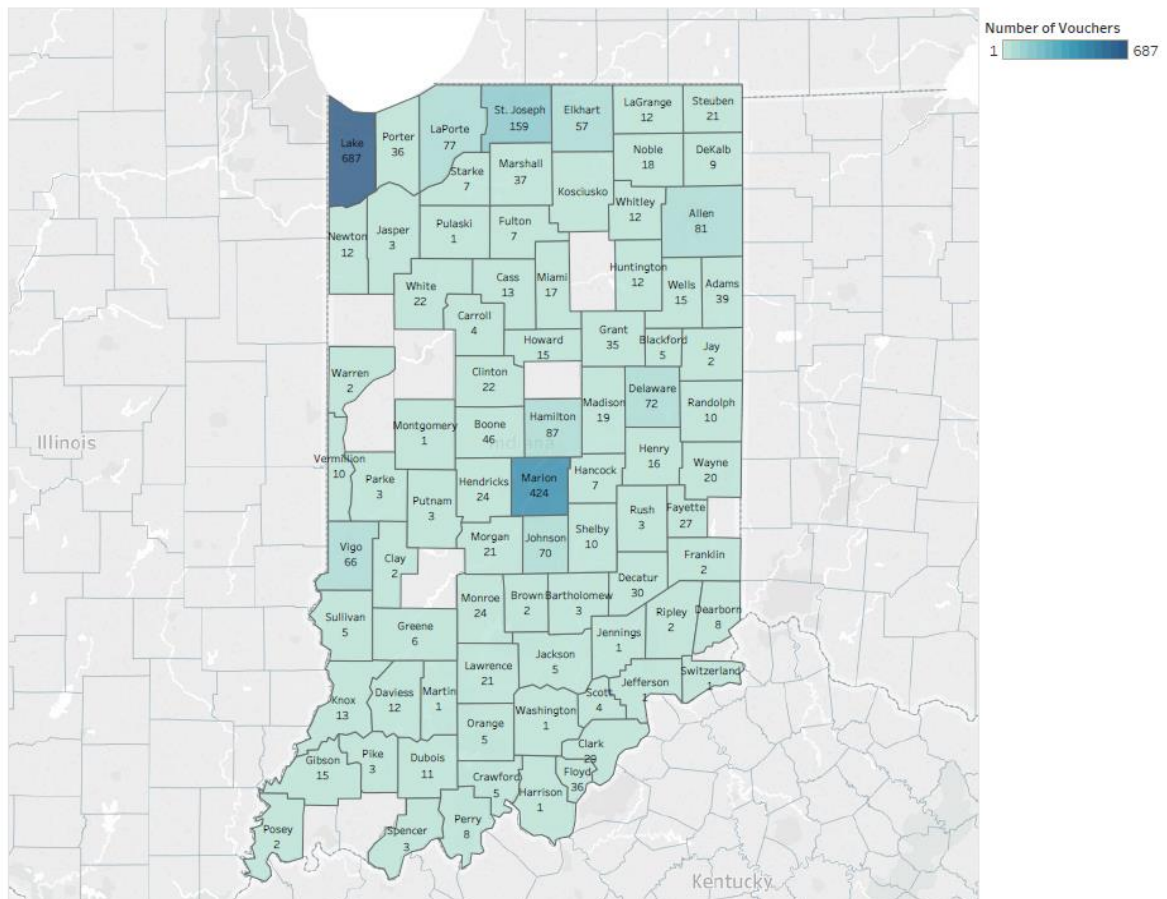 Number of Vouchers
1 687
Lake
687
Porter
36
LaPorte
77
St. Joseph
159
Elkhart
57
LaGrange
12
Steuben
21
Starke
7
Marshall
37
Kosciusko
Noble
18
DeKalb
9
Whitley
12
Allen
81
Newton
12
Jasper
3
Pulaski
1
Fulton
7
White
22
Cass
13
Miami
17
Huntington
12
Wells
15
Adams
39
Carroll
4
Howard
15
Grant
35
Blackford
5
Jay
2
Warren
2
Clinton
22
Madison
19
Delaware
72
Randolph
10
Montgomery
1
Boone
46
Hamilton
87
Illinois
Indiana
Vermillion
10
Parke
3
Putnam
3
Hendricks
24
Marion
424
Hancock
7
Henry
16
Wayne
20
Rush
3
Fayette
27
Vigo
66
Clay
2
Morgan
21
Johnson
70
Shelby
10
Franklin
2
Decatur
30
Sullivan
5
Greene
6
Monroe
24
Brown
2
Bartholomew
3
Jennings
1
Ripley
2
Dearborn
8
Lawrence
21
Jackson
5
Jefferson
1
Switzerland
1
Knox
13
Daviess
12
Martin
1
Orange
5
Washington
1
Scott
4
Clark
29
Gibson
15
Pike
3
Dubois
11
Crawford
5
Harrison
1
Floyd
36
Posey
2
Spencer
3
Perry
8
Kentucky